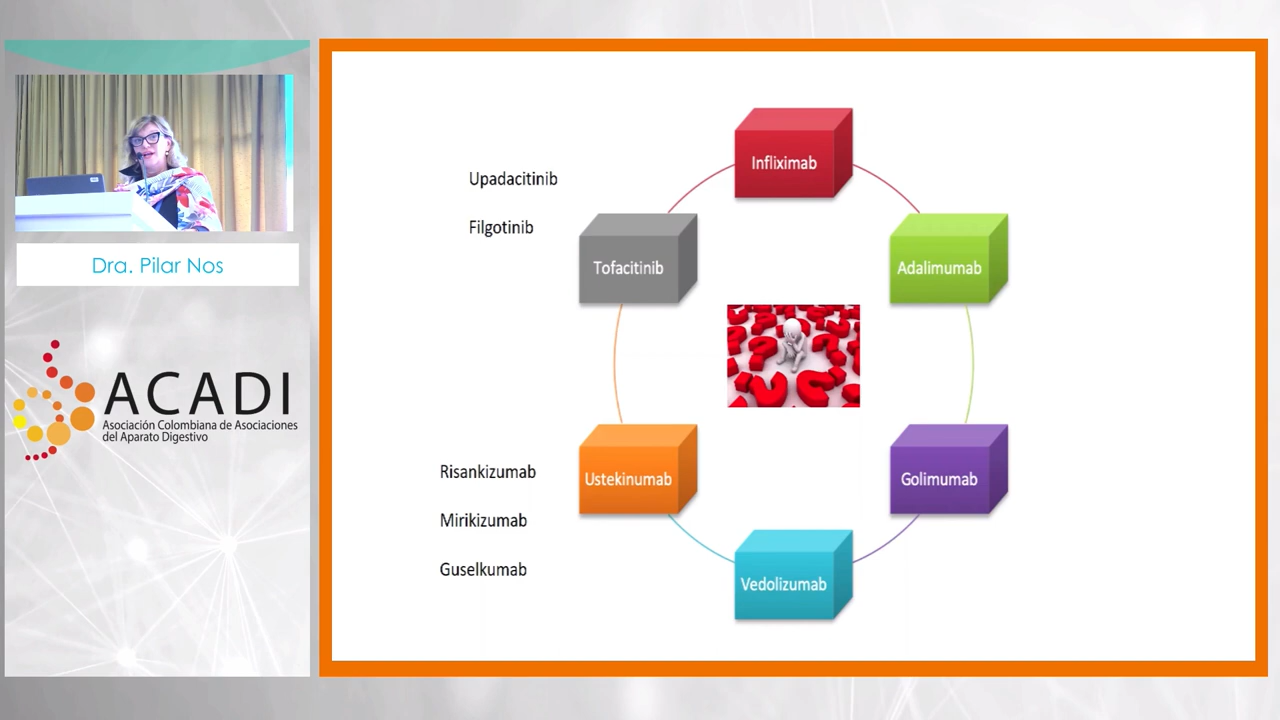 Dra. Pilar Nos
ACADI
Asociación Colombiana de Asociaciones
del Aparato Digestivo
Infliximab
Upadacitinib
Filgotinib
Tofacitinib
Adalimumab
Risankizumab
Mirikizumab
Guselkumab
Ustekinumab
Golimumab
Vedolizumab